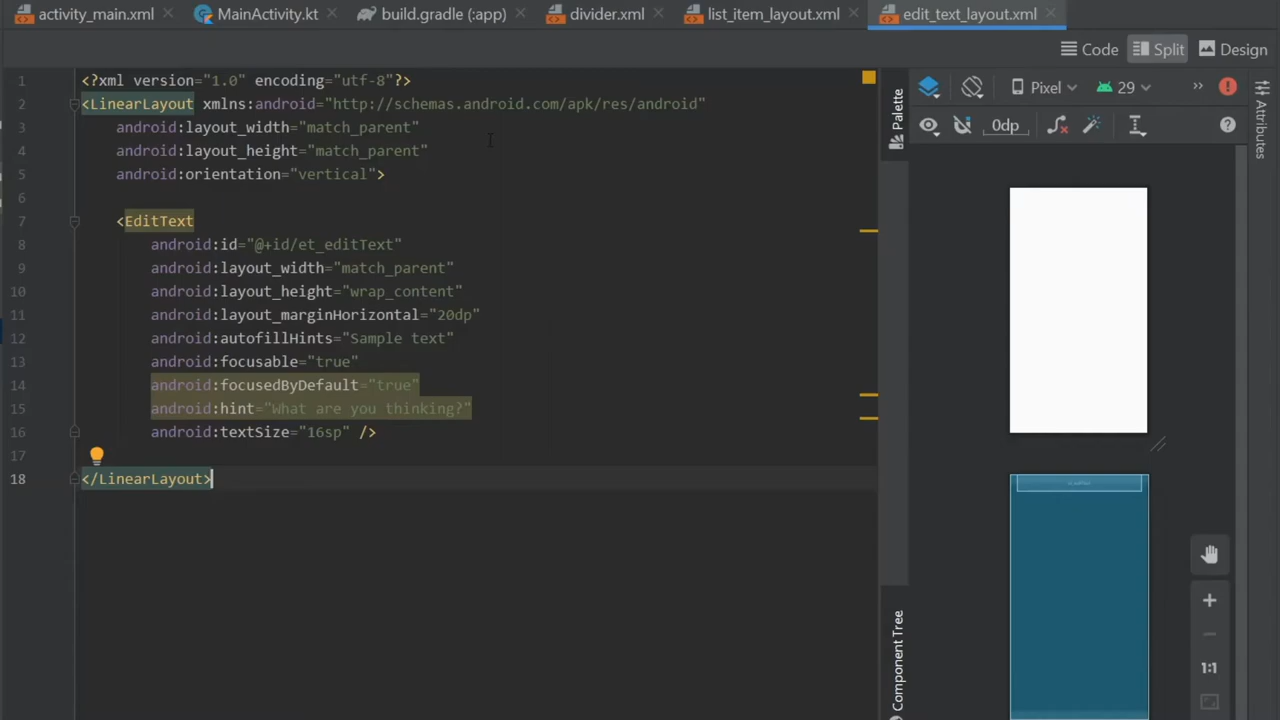 activity_main.xml MainActivity.kt build.gradle (:app) divider.xml list_item_layout.xml edit_text_layout.xml
Code Split Design
1 <?xml version="1.0" encoding="utf-8"?>
2 <LinearLayout xmlns:android="http://schemas.android.com/apk/res/android"
3 android:layout_width="match_parent"
4 android:layout_height="match_parent"
5 android:orientation="vertical">
6
7 <EditText
8 android:id="@+id/et_editText"
9 android:layout_width="match_parent"
10 android:layout_height="wrap_content"
11 android:layout_marginHorizontal="20dp"
12 android:autofillHints="Sample text"
13 android:focusable="true"
14 android:focusedByDefault="true"
15 android:hint="What are you thinking?"
16 android:textSize="16sp" />
17
18 </LinearLayout>
Palette
Pixel 29
0dp
Attributes
Component Tree
1:1